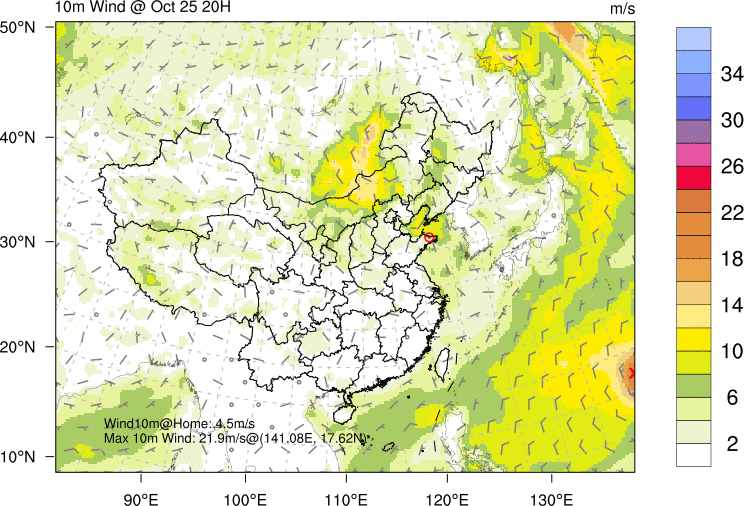 10m Wind @ Oct 25 20H
m/s
50°N
40°N
30°N
20°N
10°N
90°E
100°E
110°E
120°E
130°E
Wind10m@Home: 4.5m/s
Max 10m Wind: 21.9m/s@(141.08E, 17.62N)
34
30
26
22
18
14
10
6
2